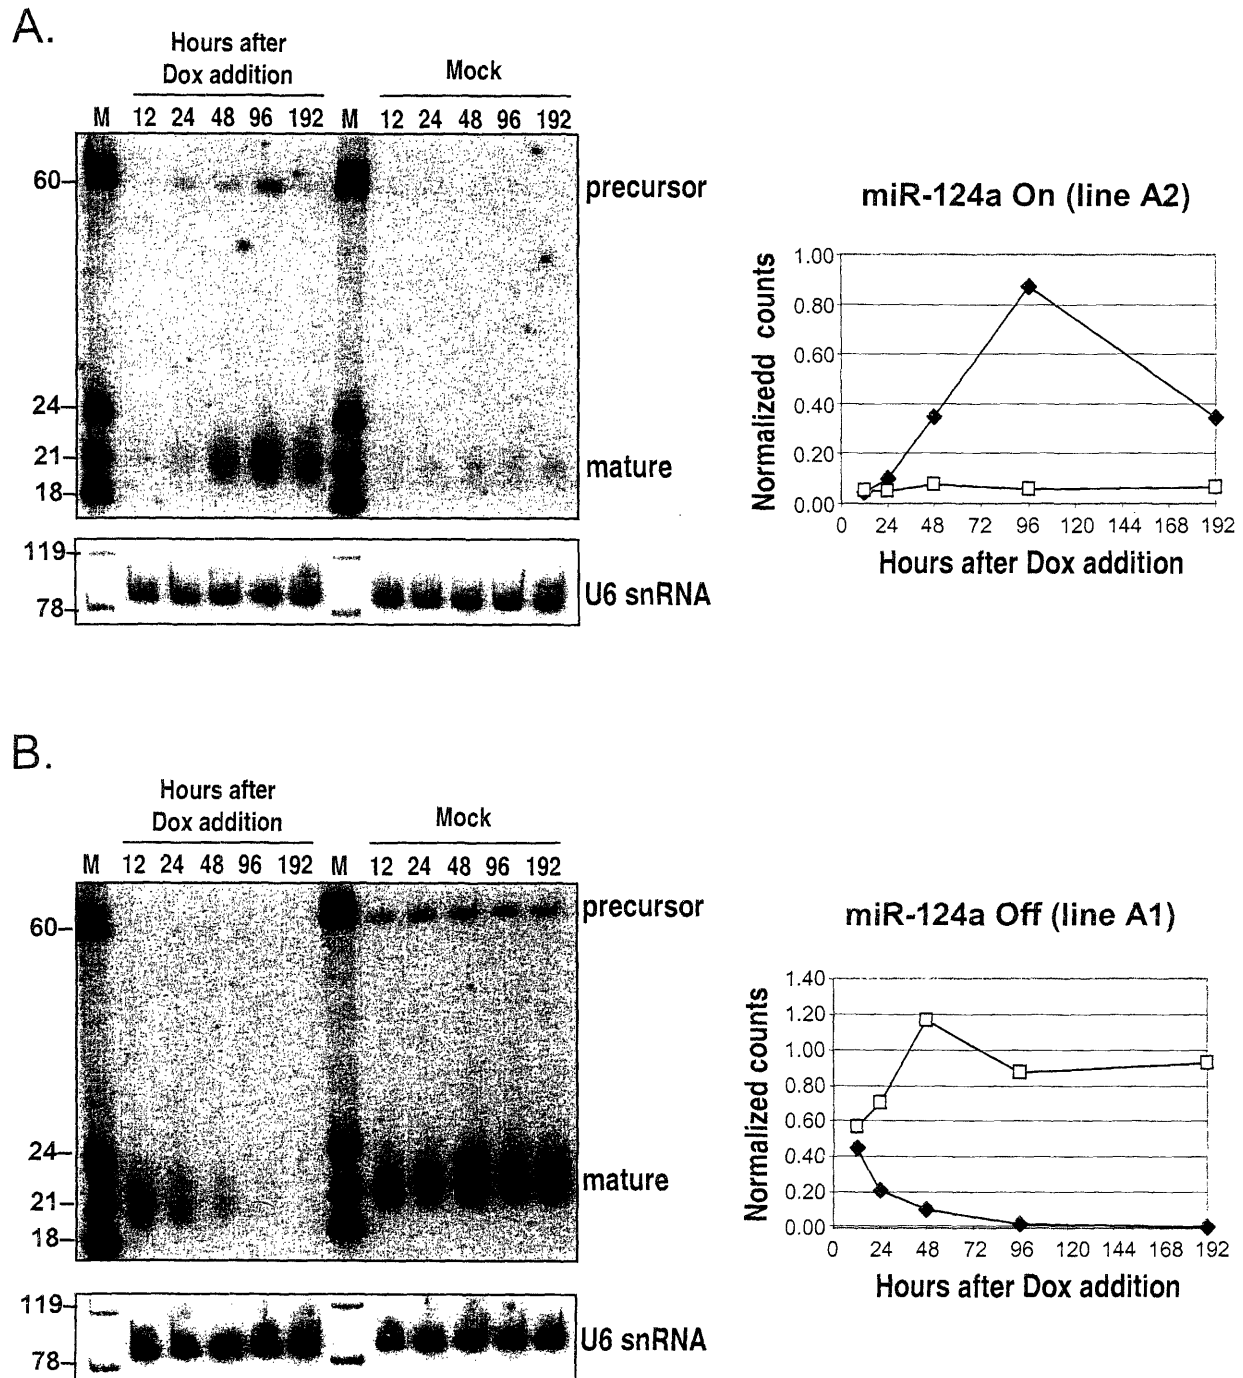 A.
Hours after
Dox addition
Mock
M 12 24 48 96 192 M 12 24 48 96 192
60
precursor
24
21
mature
18
119
U6 snRNA
78
miR-124a On (line A2)
Normalizedd counts
1.00
0.80
0.60
0.40
0.20
0.00
0 24 48 72 96 120 144 168 192
Hours after Dox addition
B.
Hours after
Dox addition
Mock
M 12 24 48 96 192 M 12 24 48 96 192
precursor
60
24
mature
21
18
119
U6 snRNA
78
miR-124a Off (line A1)
Normalized counts
1.40
1.20
1.00
0.80
0.60
0.40
0.20
0.00
0 24 48 72 96 120 144 168 192
Hours after Dox addition